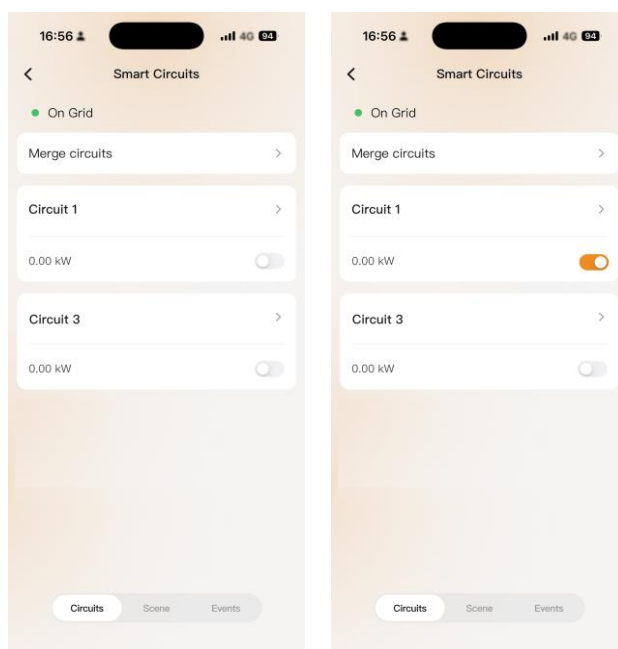 16:56
4G 94
Smart Circuits
On Grid
Merge circuits
Circuit 1
0.00 kW
Circuit 3
0.00 kW
Circuits Scene Events
16:56
4G 94
Smart Circuits
On Grid
Merge circuits
Circuit 1
0.00 kW
Circuit 3
0.00 kW
Circuits Scene Events